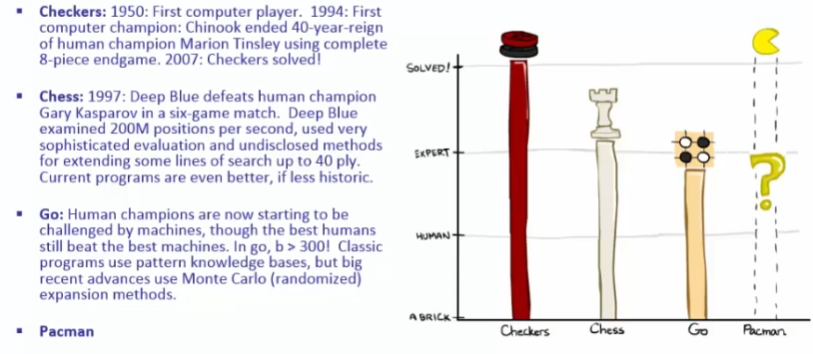 ▪ Checkers: 1950: First computer player. 1994: First
computer champion: Chinook ended 40-year-reign
of human champion Marion Tinsley using complete
8-piece endgame. 2007: Checkers solved!
▪ Chess: 1997: Deep Blue defeats human champion
Gary Kasparov in a six-game match. Deep Blue
examined 200M positions per second, used very
sophisticated evaluation and undisclosed methods
for extending some lines of search up to 40 ply.
Current programs are even better, if less historic.
▪ Go: Human champions are now starting to be
challenged by machines, though the best humans
still beat the best machines. In go, b > 300! Classic
programs use pattern knowledge bases, but big
recent advances use Monte Carlo (randomized)
expansion methods.
▪ Pacman
SOLVED!
EXPERT
HUMAN
A BRICK
?
Checkers Chess Go Pacman